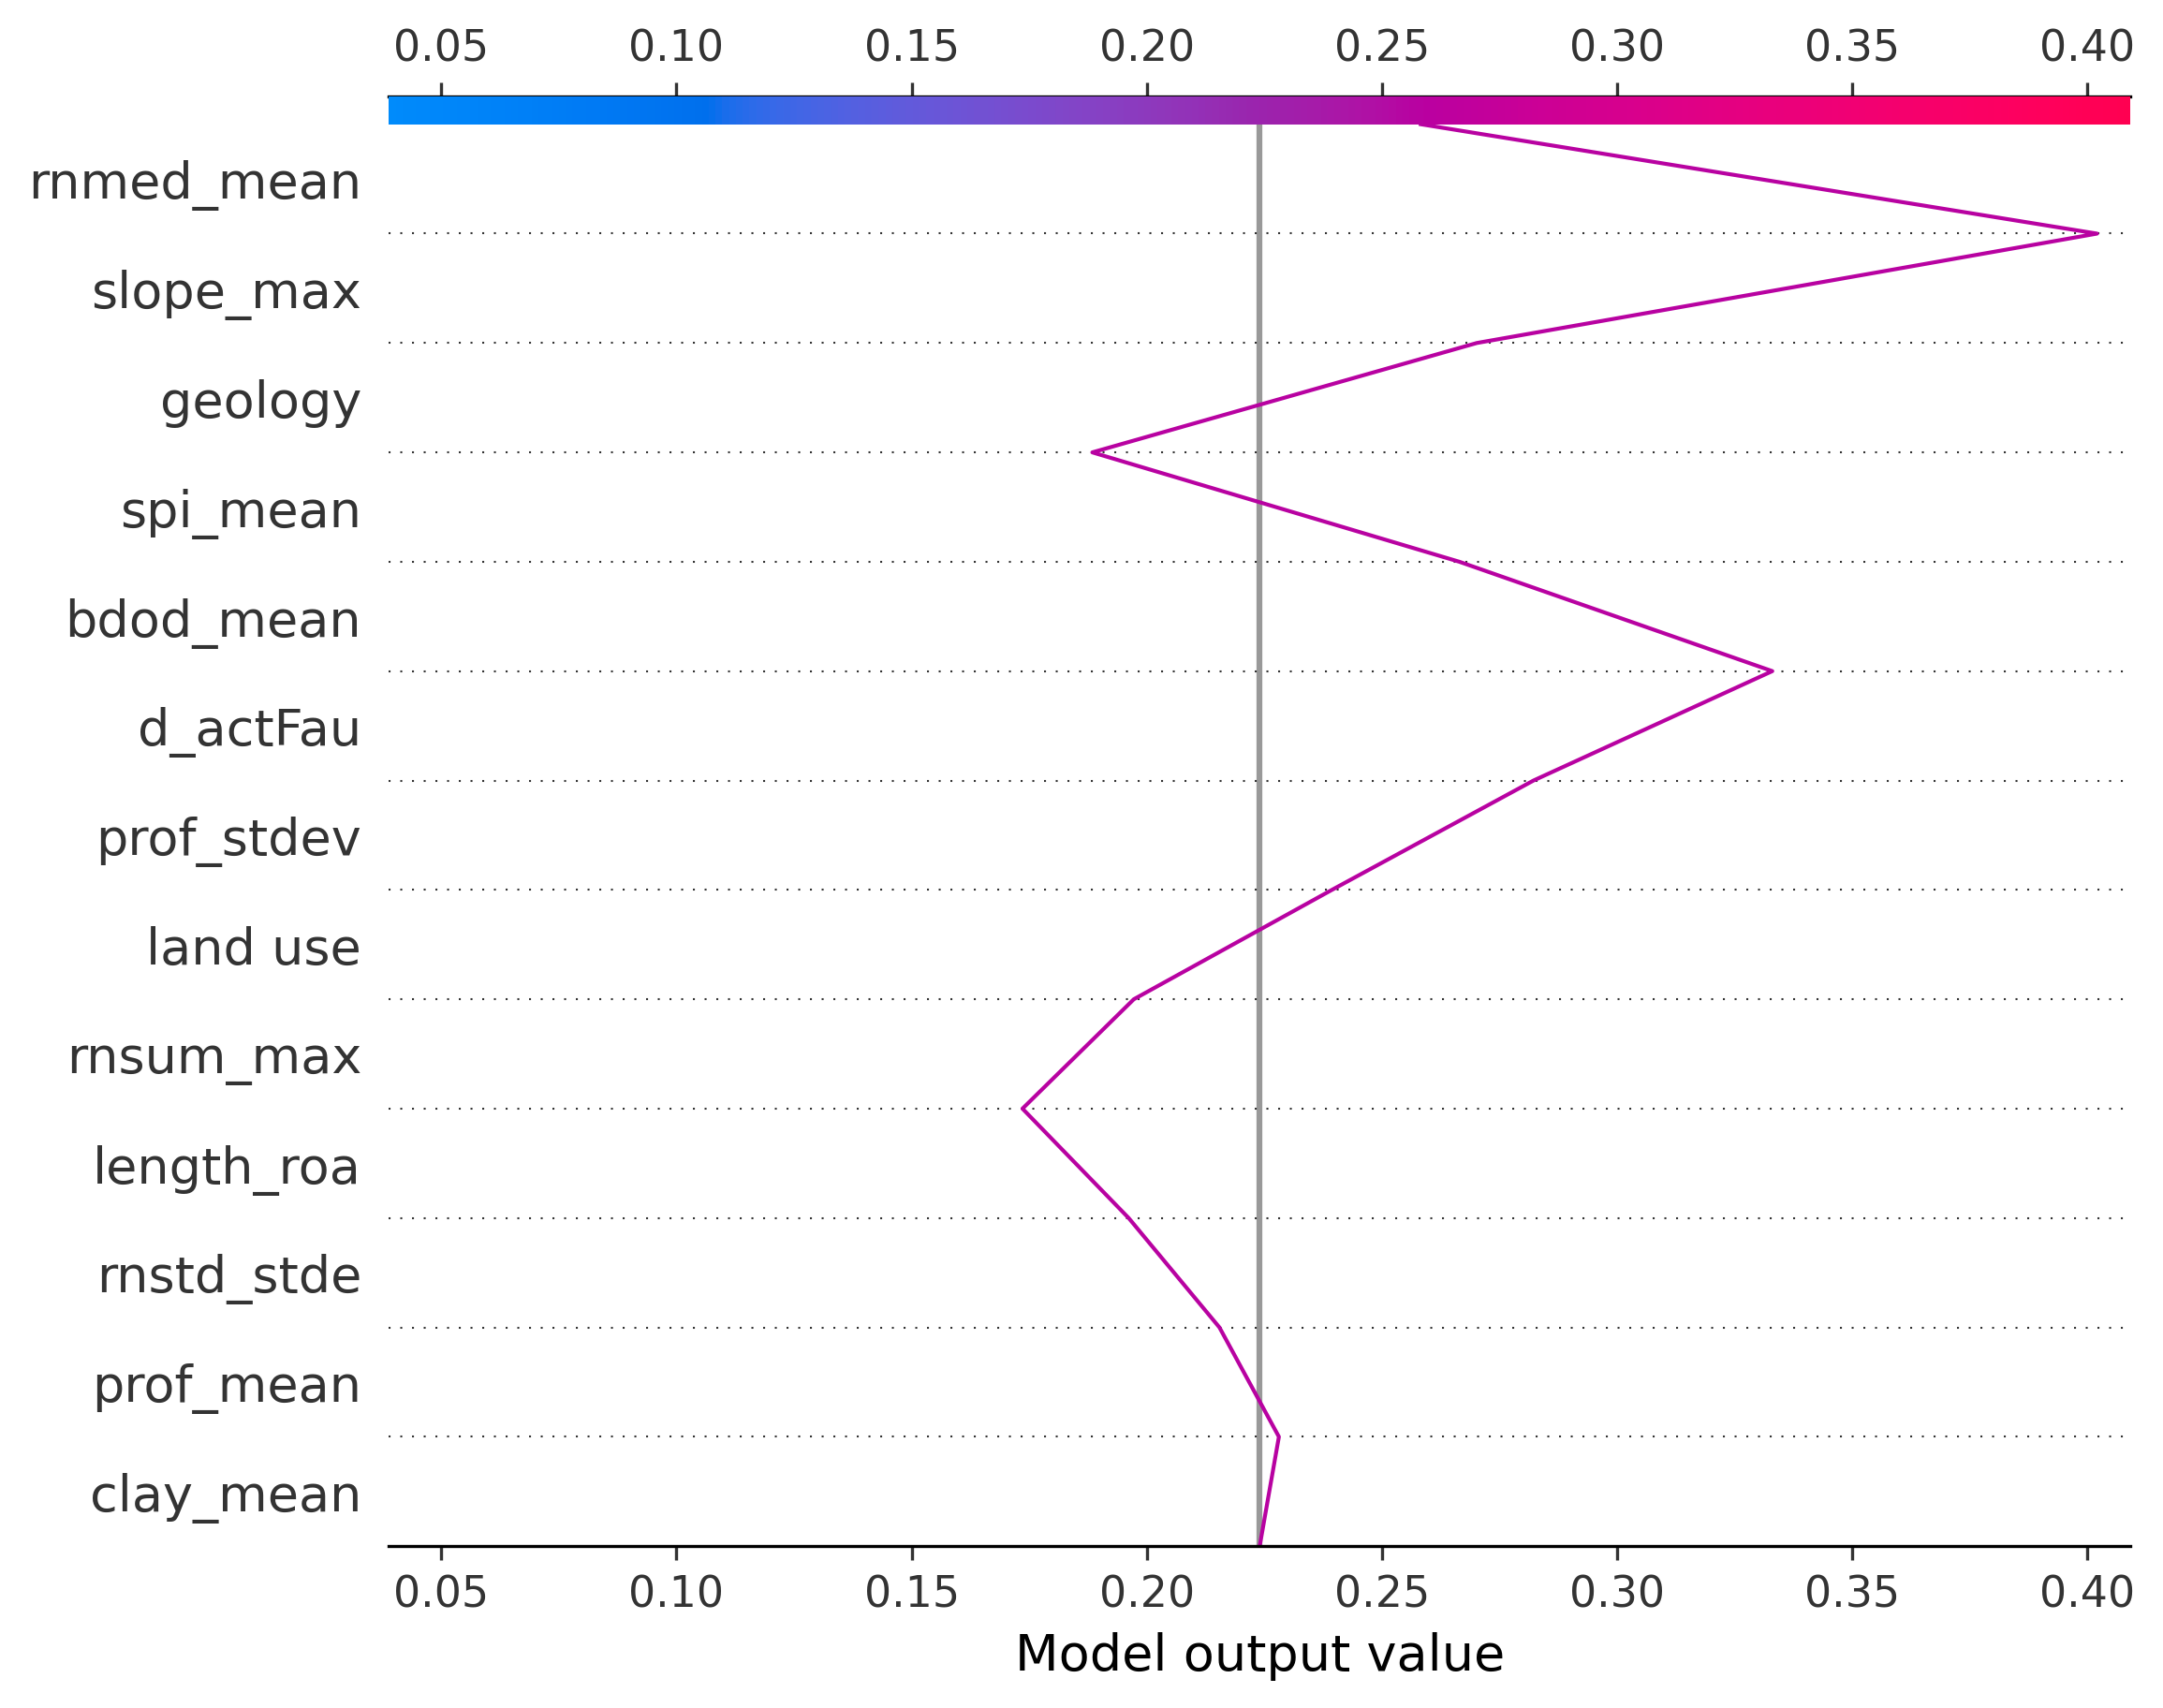 0.05 0.10 0.15 0.20 0.25 0.30 0.35 0.40
rnmed_mean
slope_max
geology
spi_mean
bdod_mean
d_actFau
prof_stdev
land use
rnsum_max
length_roa
rnstd_stde
prof_mean
clay_mean
0.05 0.10 0.15 0.20 0.25 0.30 0.35 0.40
Model output value